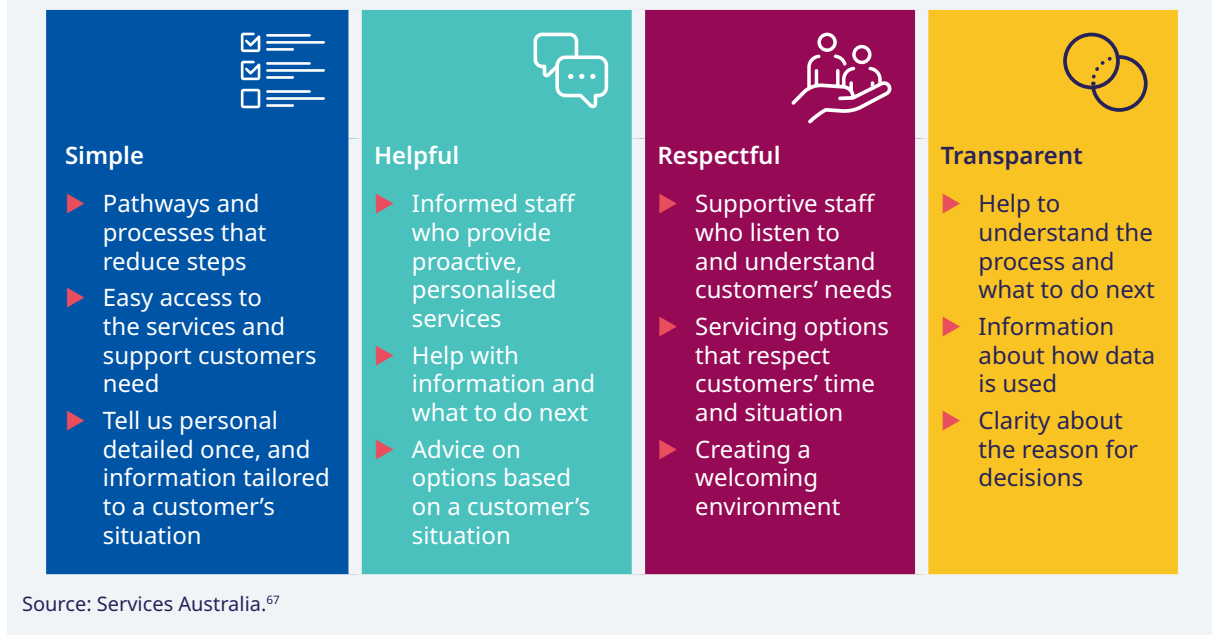 Simple
Pathways and
processes that
reduce steps
Easy access to
the services and
support customers
need
Tell us personal
detailed once, and
information tailored
to a customer’s
situation
Helpful
Informed staff
who provide
proactive,
personalised
services
Help with
information and
what to do next
Advice on
options based
on a customer’s
situation
Respectful
Supportive staff
who listen to
and understand
customers’ needs
Servicing options
that respect
customers’ time
and situation
Creating a
welcoming
environment
Transparent
Help to
understand the
process and
what to do next
Information
about how data
is used
Clarity about
the reason for
decisions
Source: Services Australia.⁶⁷